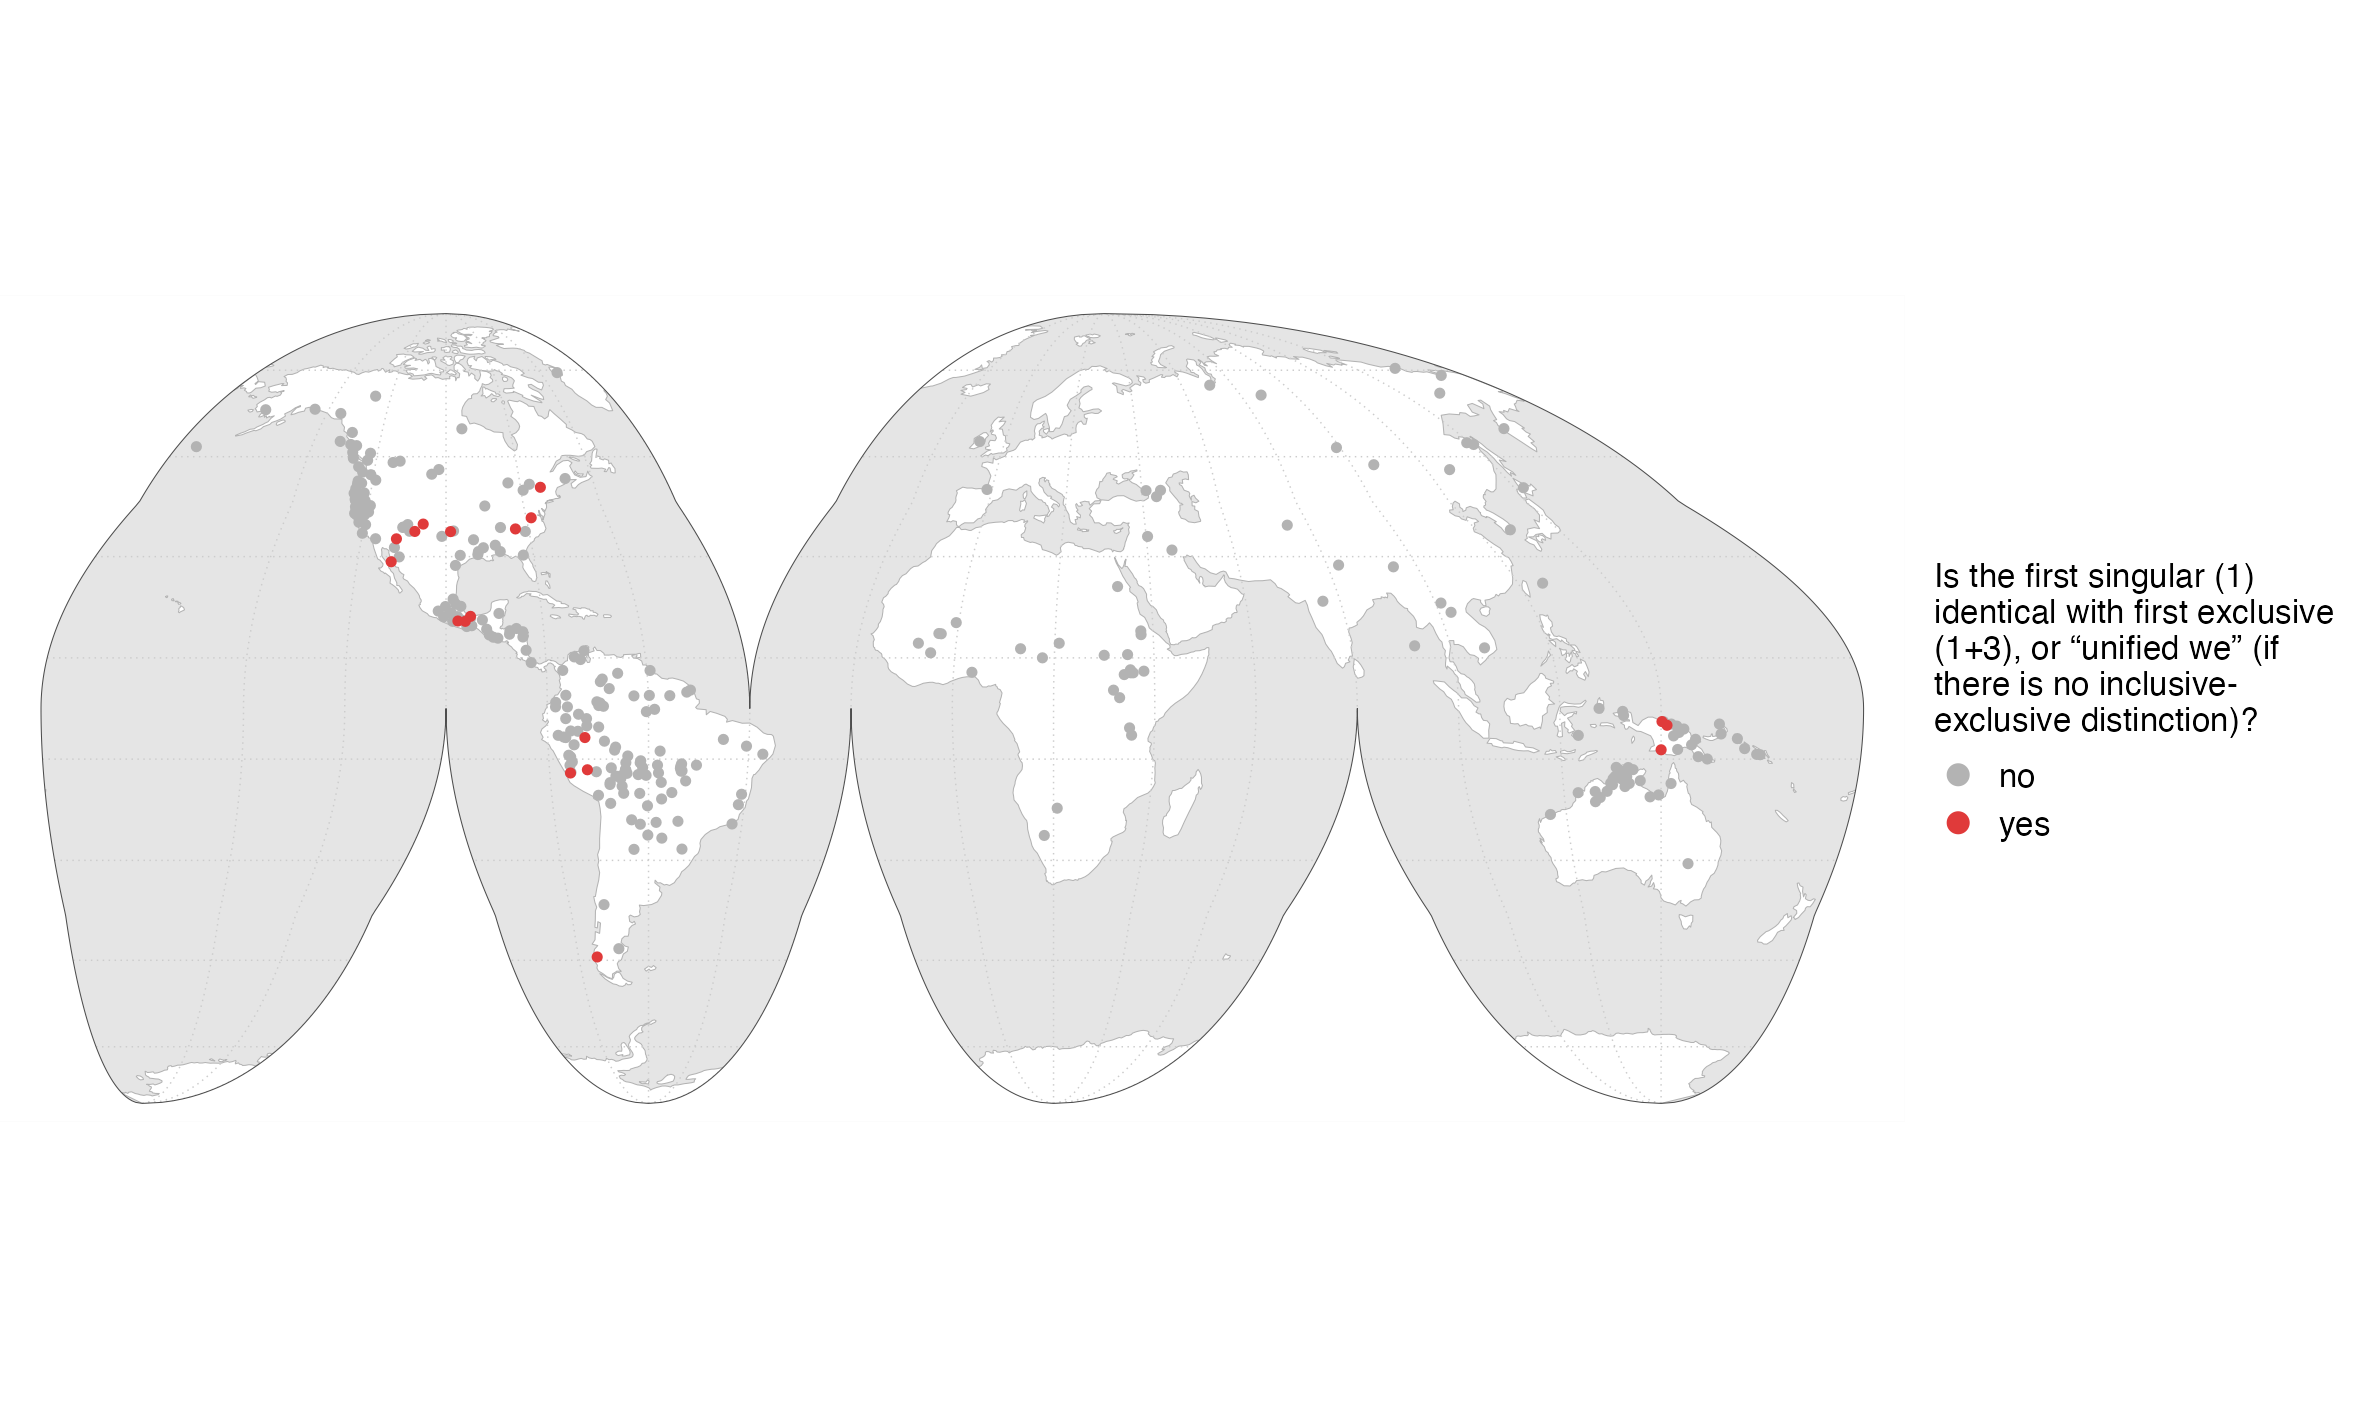 Is the first singular (1)
identical with first exclusive
(1+3), or “unified we” (if
there is no inclusive-
exclusive distinction)?
no
yes